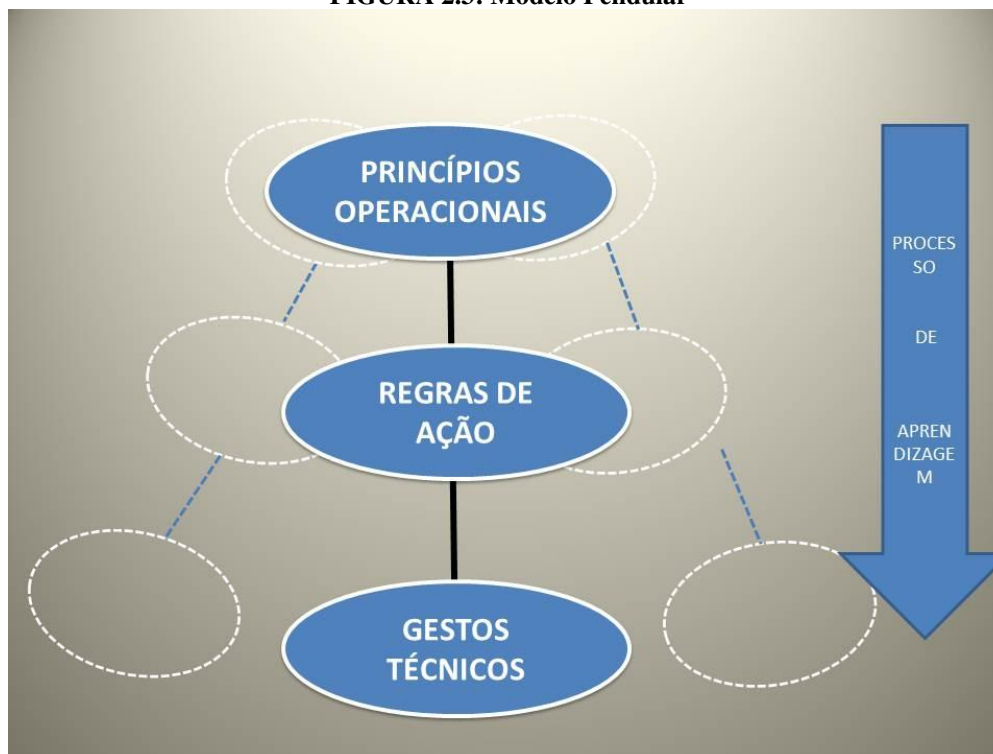 FIGURA 2.3: Modelo Pendular
PRINCÍPIOS
OPERACIONAIS
REGRAS DE
AÇÃO
GESTOS
TÉCNICOS
PROCES
SO
DE
APREN
DIZAGE
M